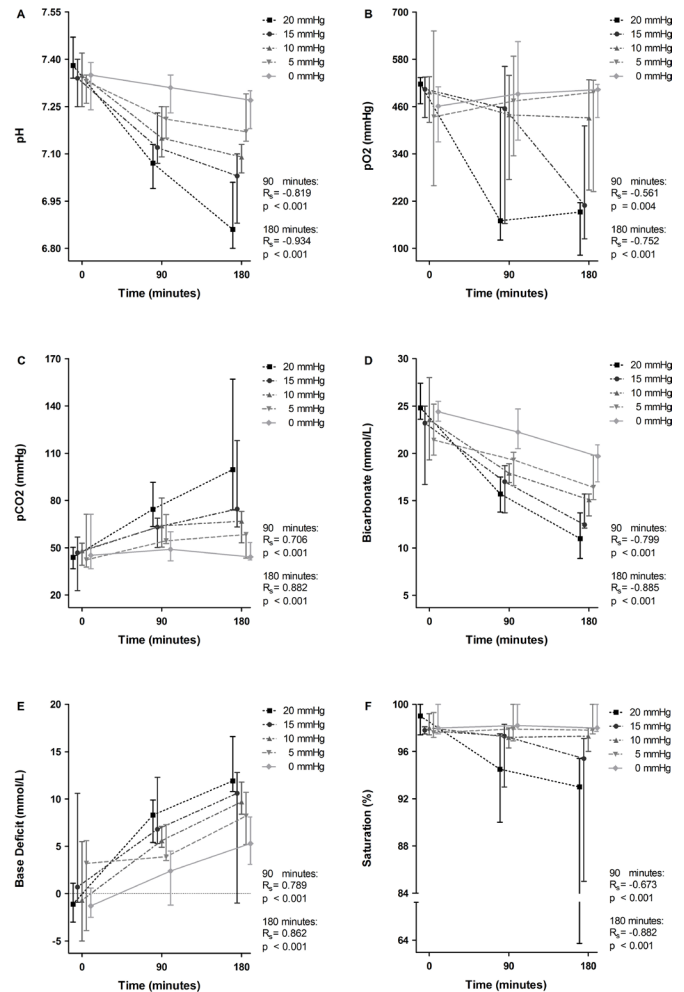 A
7.55
7.40
7.25
7.10
6.95
6.80
pH
0 90 180
Time (minutes)
20 mmHg
15 mmHg
10 mmHg
5 mmHg
0 mmHg
90 minutes:
Rs= -0.819
p < 0.001
180 minutes:
Rs= -0.934
p < 0.001
B
700
580
460
340
220
100
pO2 (mmHg)
0 90 180
Time (minutes)
20 mmHg
15 mmHg
10 mmHg
5 mmHg
0 mmHg
90 minutes:
Rs= -0.561
p = 0.004
180 minutes:
Rs= -0.752
p < 0.001
C
170
140
110
80
50
20
pCO2 (mmHg)
0 90 180
Time (minutes)
20 mmHg
15 mmHg
10 mmHg
5 mmHg
0 mmHg
90 minutes:
Rs= 0.706
p < 0.001
180 minutes:
Rs= 0.882
p < 0.001
D
30
25
20
15
10
5
Bicarbonate (mmol/L)
0 90 180
Time (minutes)
20 mmHg
15 mmHg
10 mmHg
5 mmHg
0 mmHg
90 minutes:
Rs= -0.799
p < 0.001
180 minutes:
Rs= -0.885
p < 0.001
E
20
15
10
5
0
-5
Base Deficit (mmol/L)
0 90 180
Time (minutes)
20 mmHg
15 mmHg
10 mmHg
5 mmHg
0 mmHg
90 minutes:
Rs= 0.789
p < 0.001
180 minutes:
Rs= 0.862
p < 0.001
F
100
96
92
88
84
64
Saturation (%)
0 90 180
Time (minutes)
20 mmHg
15 mmHg
10 mmHg
5 mmHg
0 mmHg
90 minutes:
Rs= -0.673
p < 0.001
180 minutes:
Rs= -0.882
p < 0.001